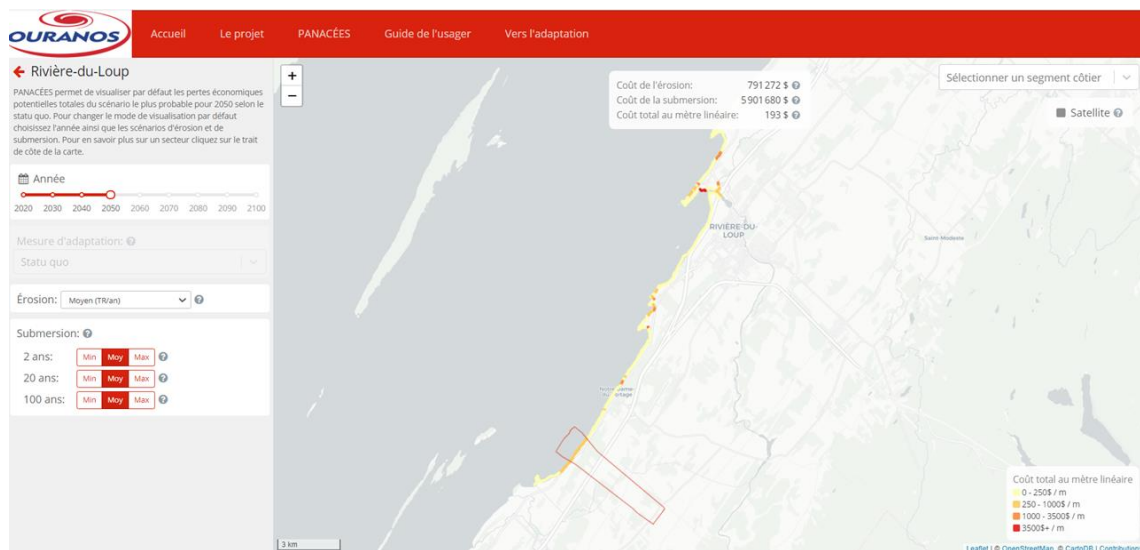 OURANOS
Accueil Le projet PANACÉES Guide de l'usager Vers l'adaptation
Rivière-du-Loup
PANACÉES permet de visualiser par défaut les pertes économiques
potentielles totales du scénario le plus probable pour 2050 selon le
statu quo. Pour changer le mode de visualisation par défaut
choisissez l'année ainsi que les scénarios d'érosion et de
submersion. Pour en savoir plus sur un secteur cliquez sur le trait
de côte de la carte.
Année
2020 2030 2040 2050 2060 2070 2080 2090 2100
Mesure d'adaptation:
Statu quo
Érosion: Moyen (TR/an)
Submersion:
2 ans: Min Moy Max
20 ans: Min Moy Max
100 ans: Min Moy Max
+
−
Coût de l'érosion: 791 272 $
Coût de la submersion: 5 901 680 $
Coût total au mètre linéaire: 193 $
Sélectionner un segment côtier
Satellite
RIVIÈRE-DU-
LOUP
Saint-Modeste
Coût total au mètre linéaire
0 - 250$ / m
250 - 1000$ / m
1000 - 3500$ / m
3500$+ / m
3 km
Leaflet | © OpenStreetMap, © CartoDB | Contribution